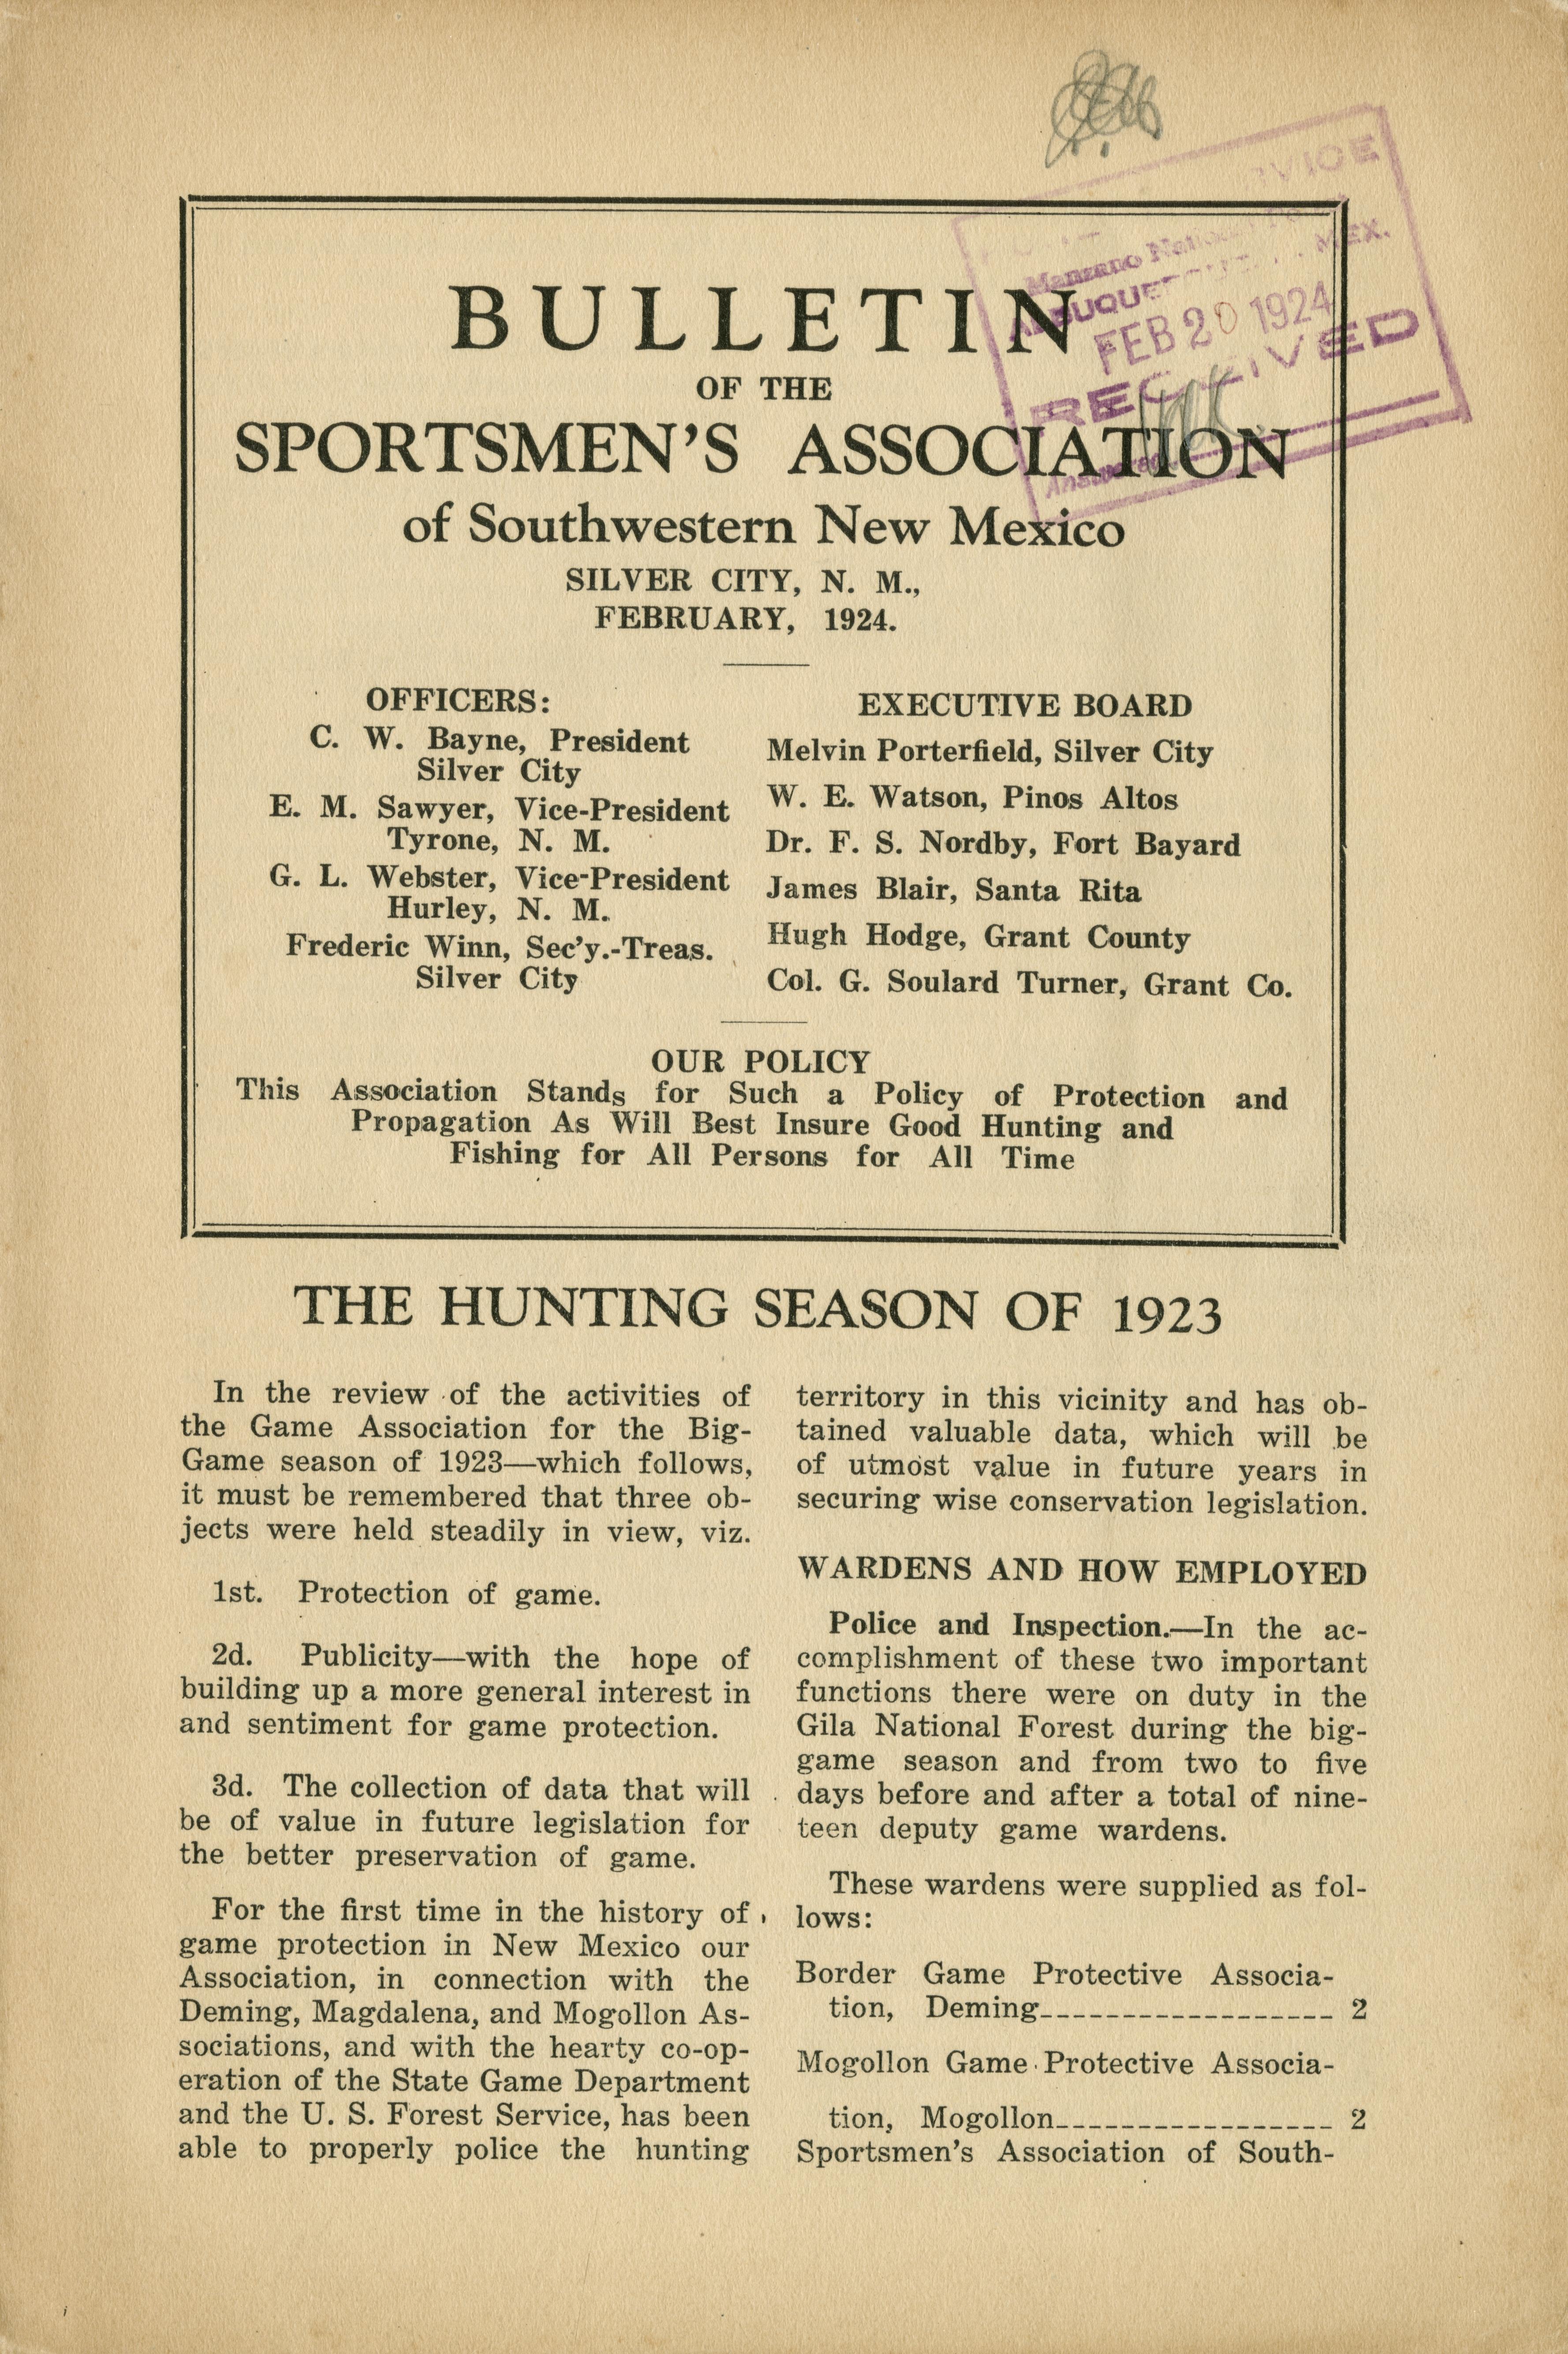 VICE
Manzano
MEX.
FEB 20 1924
RECEIVED
BULLETIN
OF THE
SPORTSMEN'S ASSOCIATION
of Southwestern New Mexico
SILVER CITY, N. M.,
FEBRUARY, 1924.
OFFICERS:
C. W. Bayne, President
Silver City
E. M. Sawyer, Vice-President
Tyrone, N. M.
G. L. Webster, Vice-President
Hurley, N. M.
Frederic Winn, Sec'y.-Treas.
Silver City
EXECUTIVE BOARD
Melvin Porterfield, Silver City
W. E. Watson, Pinos Altos
Dr. F. S. Nordby, Fort Bayard
James Blair, Santa Rita
Hugh Hodge, Grant County
Col. G. Soulard Turner, Grant Co.
OUR POLICY
This Association Stands for Such a Policy of Protection and
Propagation As Will Best Insure Good Hunting and
Fishing for All Persons for All Time
THE HUNTING SEASON OF 1923
In the review of the activities of
the Game Association for the Big-
Game season of 1923—which follows,
it must be remembered that three ob-
jects were held steadily in view, viz.
1st. Protection of game.
2d. Publicity—with the hope of
building up a more general interest in
and sentiment for game protection.
3d. The collection of data that will
be of value in future legislation for
the better preservation of game.
For the first time in the history of
game protection in New Mexico our
Association, in connection with the
Deming, Magdalena, and Mogollon As-
sociations, and with the hearty co-op-
eration of the State Game Department
and the U. S. Forest Service, has been
able to properly police the hunting
territory in this vicinity and has ob-
tained valuable data, which will be
of utmost value in future years in
securing wise conservation legislation.
WARDENS AND HOW EMPLOYED
Police and Inspection.—In the ac-
complishment of these two important
functions there were on duty in the
Gila National Forest during the big-
game season and from two to five
days before and after a total of nine-
teen deputy game wardens.
These wardens were supplied as fol-
lows:
Border Game Protective Associa-
tion, Deming------------------ 2
Mogollon Game Protective Associa-
tion, Mogollon----------------- 2
Sportsmen's Association of South-